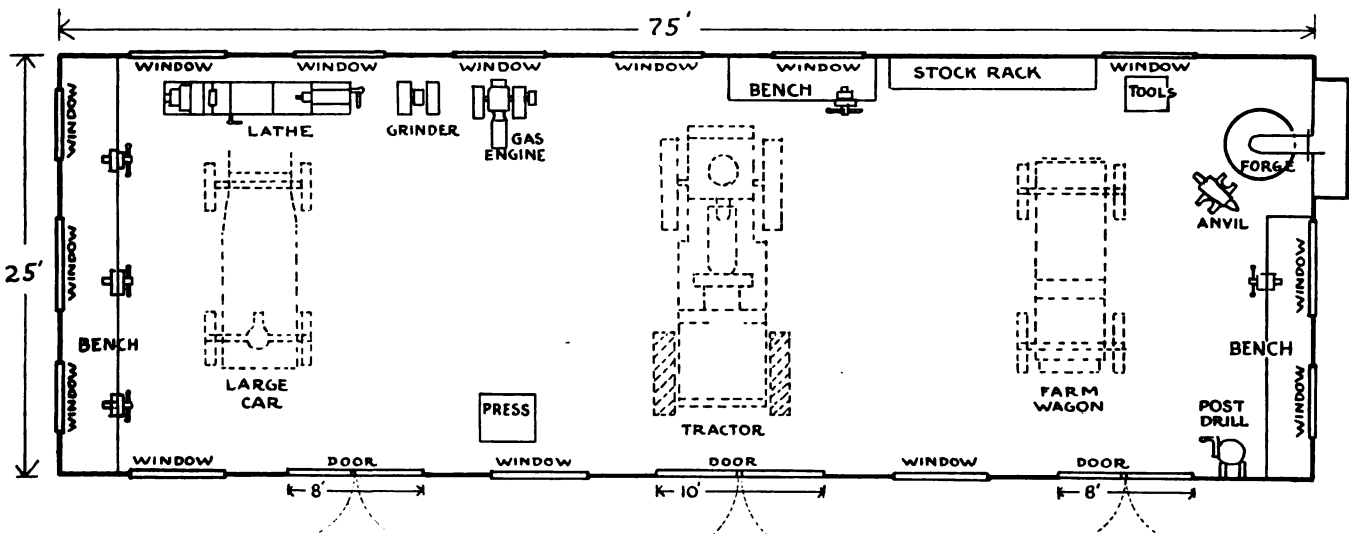 75'
WINDOW
WINDOW
WINDOW
WINDOW
WINDOW
WINDOW
BENCH
STOCK RACK
TOOLS
LATHE
GRINDER
GAS
ENGINE
FORGE
ANVIL
WINDOW
WINDOW
WINDOW
25'
BENCH
LARGE
CAR
PRESS
TRACTOR
FARM
WAGON
POST
DRILL
BENCH
WINDOW
WINDOW
WINDOW
DOOR
WINDOW
DOOR
WINDOW
DOOR
8'
10'
8'